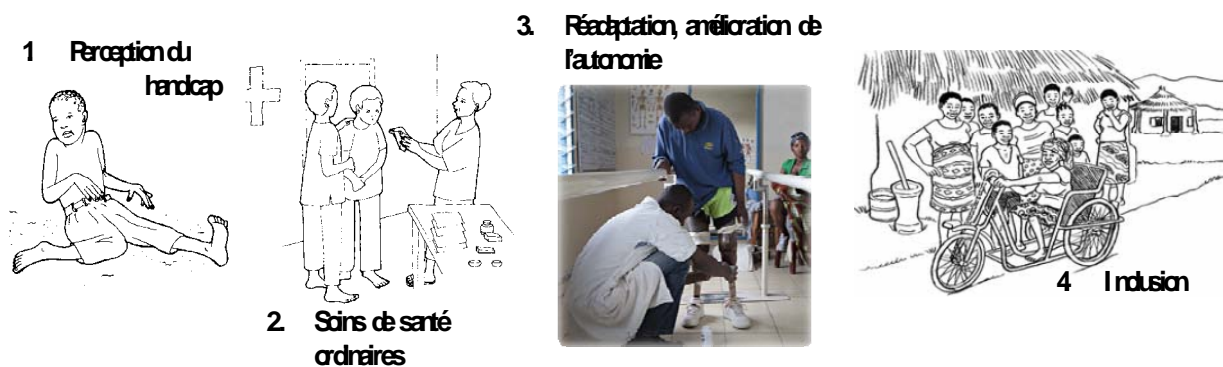 1 Perception du
handicap
2. Soins de santé
ordinaires
3. Réadaptation, amélioration de
l'autonomie
4 Inclusion